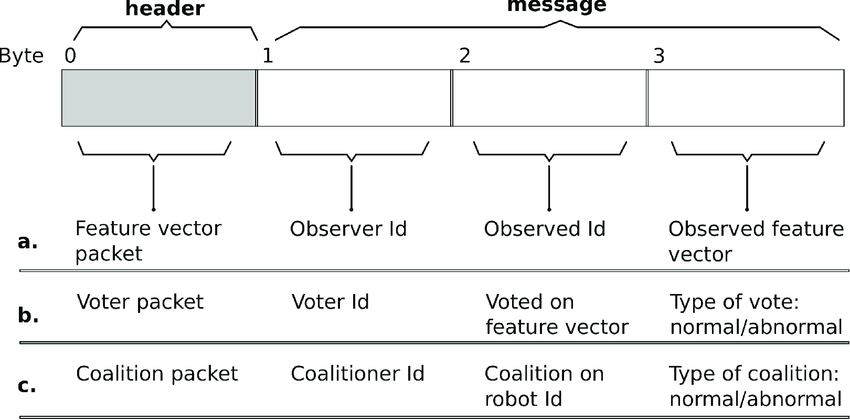 header message
Byte 0 1 2 3
a. Feature vector packet Observer Id Observed Id Observed feature vector
b. Voter packet Voter Id Voted on feature vector Type of vote: normal/abnormal
c. Coalition packet Coalitioner Id Coalition on robot Id Type of coalition: normal/abnormal